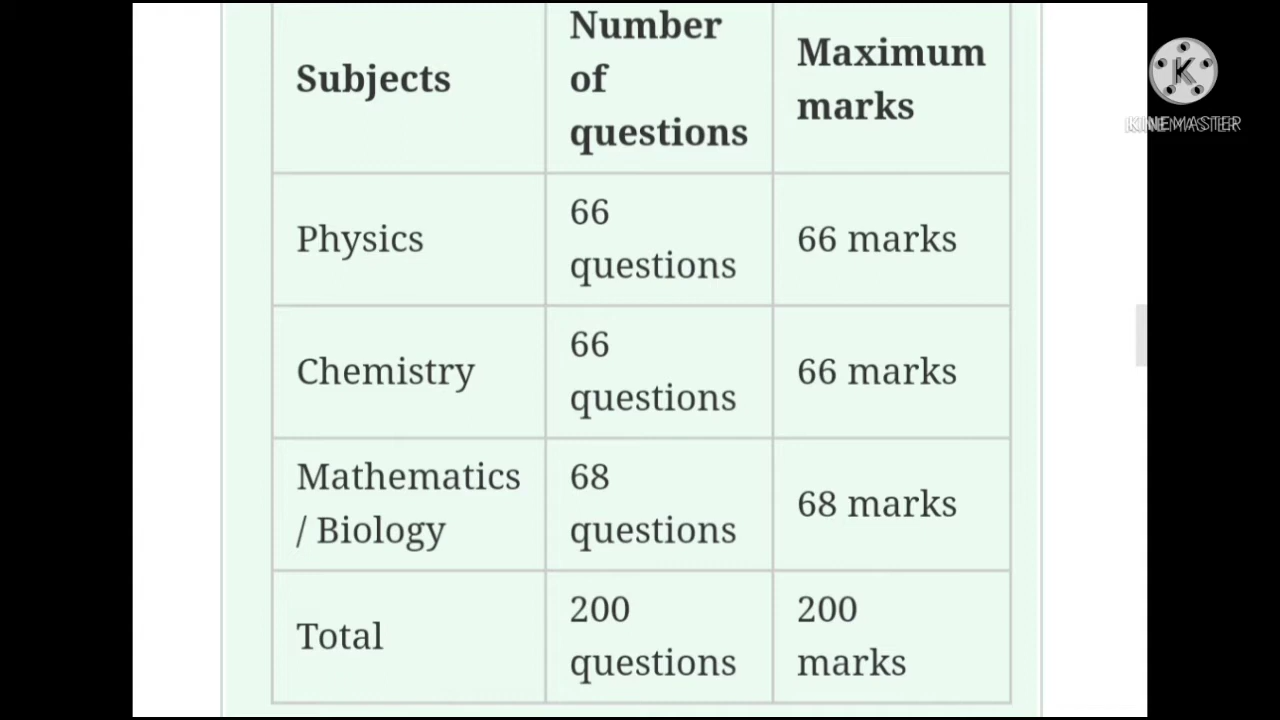 Subjects
Number
of
questions
Maximum
marks
Physics
66
questions
66 marks
Chemistry
66
questions
66 marks
Mathematics
/ Biology
68
questions
68 marks
Total
200
questions
200
marks
K
KINEMASTER